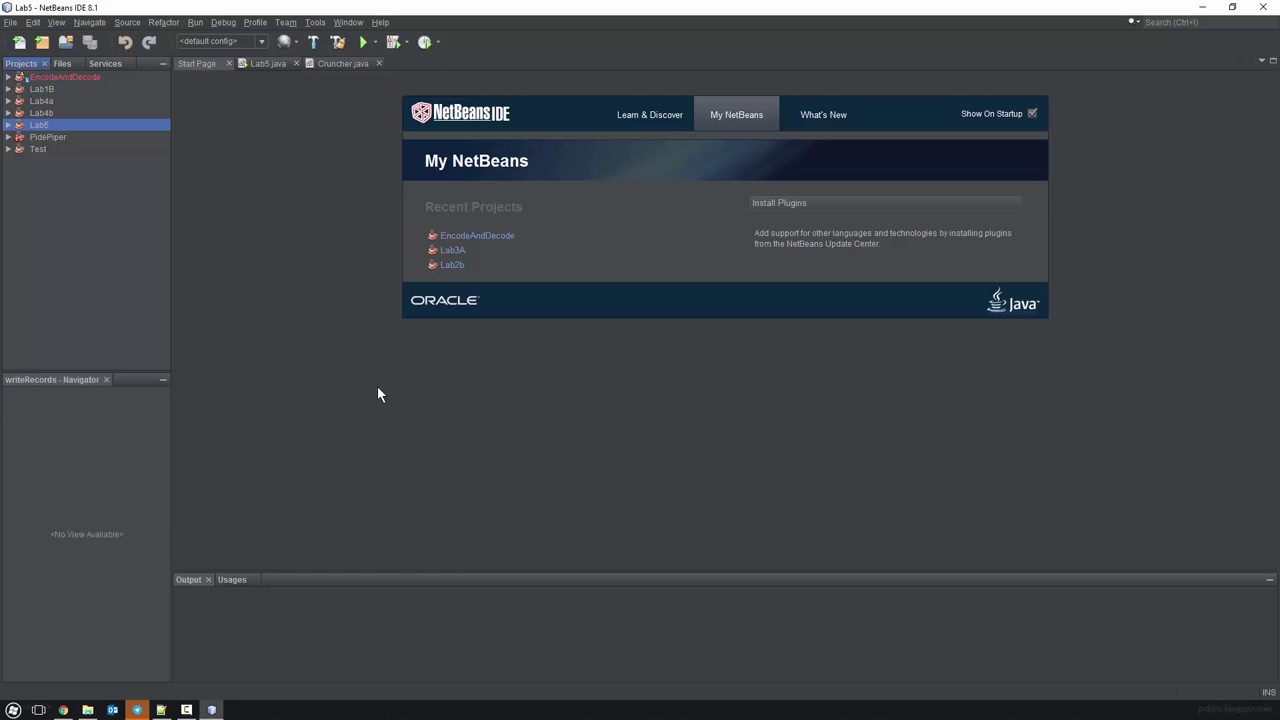 Lab5 - NetBeans IDE 8.1
File Edit View Navigate Source Refactor Run Debug Profile Team Tools Window Help
Search (Ctrl+I)
<default config>
Projects Files Services
Start Page Lab5.java Cruncher.java
EncodeAndDecode
Lab1B
Lab4a
Lab4b
Lab5
PidePiper
Test
NetBeans IDE
Learn & Discover My NetBeans What's New Show On Startup
My NetBeans
Recent Projects
Install Plugins
EncodeAndDecode
Lab3A
Lab2b
Add support for other languages and technologies by installing plugins
from the NetBeans Update Center.
ORACLE
Java
writeRecords - Navigator
<No View Available>
Output Usages
INS